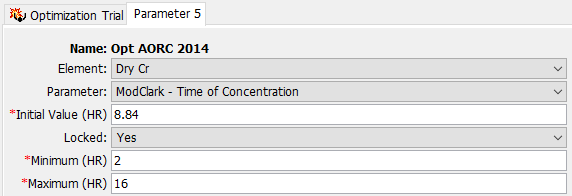 Optimization Trial Parameter 5
Name: Opt AORC 2014
Element: Dry Cr
Parameter: ModClark - Time of Concentration
*Initial Value (HR) 8.84
Locked: Yes
*Minimum (HR) 2
*Maximum (HR) 16